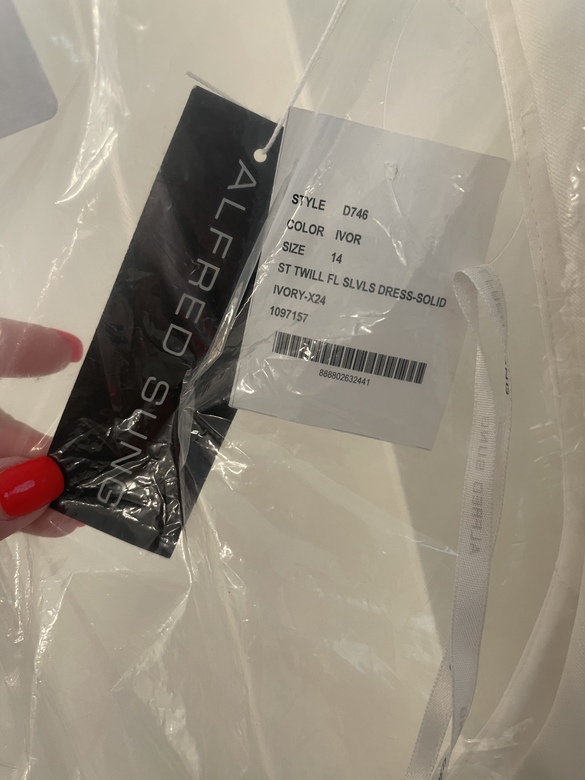 ALFRED SUNG
STYLE D746
COLOR IVOR
SIZE 14
ST TWILL FL SLVLS DRESS-SOLID
IVORY-X24
1097157
888802632441
ALFRED SUNG